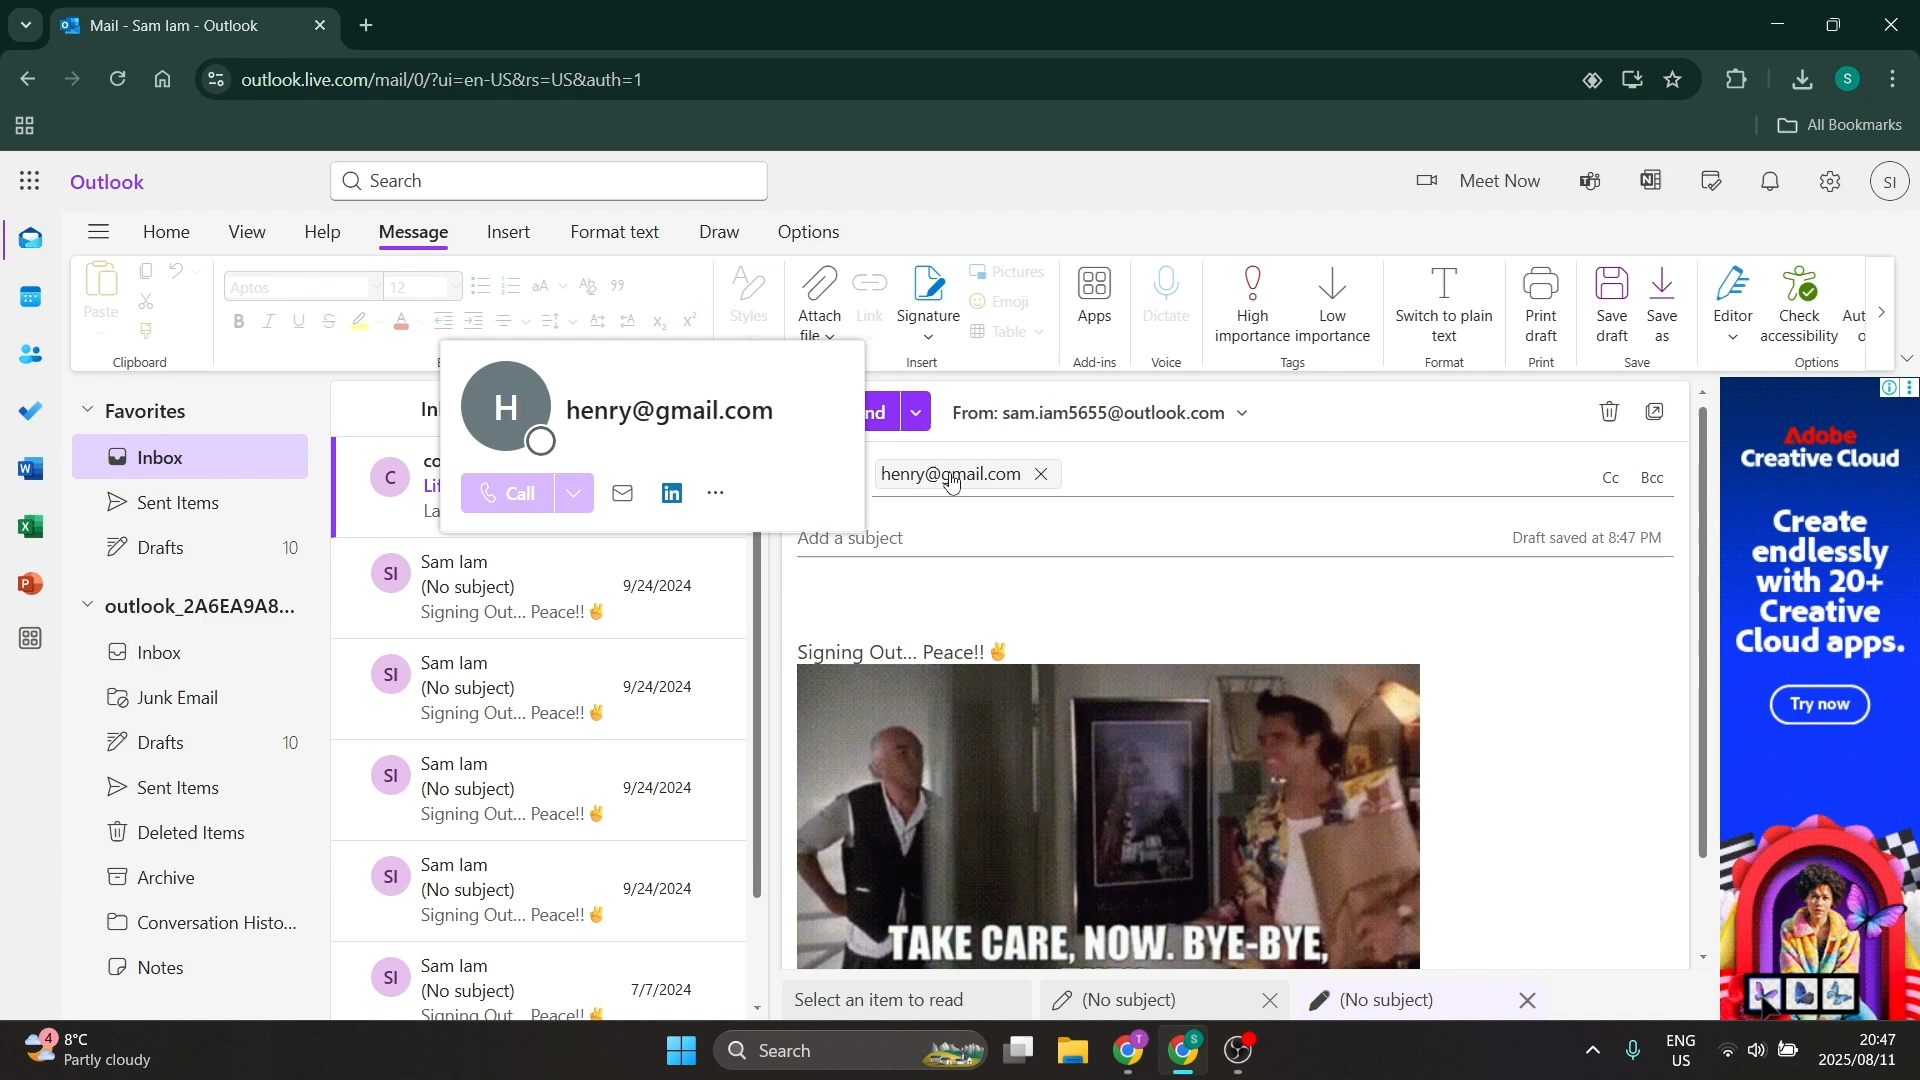 Mail - Sam Iam - Outlook
outlook.live.com/mail/0/?ui=en-US&rs=US&auth=1
S
All Bookmarks
Outlook
Search
Meet Now
SI
Home View Help Message Insert Format text Draw Options
Paste
Clipboard
Aptos 12
Styles
Attach file
Link
Signature
Pictures
Emoji
Table
Insert
Apps
Add-ins
Dictate
Voice
High importance
Low importance
Tags
Switch to plain text
Format
Print draft
Print
Save draft
Save as
Save
Editor
Check accessibility
Options
Favorites
Inbox
Sent Items
Drafts 10
outlook_2A6EA9A8...
Inbox
Junk Email
Drafts 10
Sent Items
Deleted Items
Archive
Conversation Histo...
Notes
C
H
henry@gmail.com
Call
SI
Sam Iam
(No subject) 9/24/2024
Signing Out... Peace!!✌
SI
Sam Iam
(No subject) 9/24/2024
Signing Out... Peace!!✌
SI
Sam Iam
(No subject) 9/24/2024
Signing Out... Peace!!✌
SI
Sam Iam
(No subject) 9/24/2024
Signing Out... Peace!!✌
SI
Sam Iam
(No subject) 7/7/2024
Signing Out... Peace!!
From: sam.iam5655@outlook.com
henry@gmail.com
Cc Bcc
Add a subject
Draft saved at 8:47 PM
Signing Out... Peace!!✌
TAKE CARE, NOW. BYE-BYE,
Select an item to read
(No subject)
(No subject)
Adobe
Creative Cloud
Create
endlessly
with 20+
Creative
Cloud apps.
Try now
4
8°C
Partly cloudy
Search
T
S
ENG
US
20:47
2025/08/11